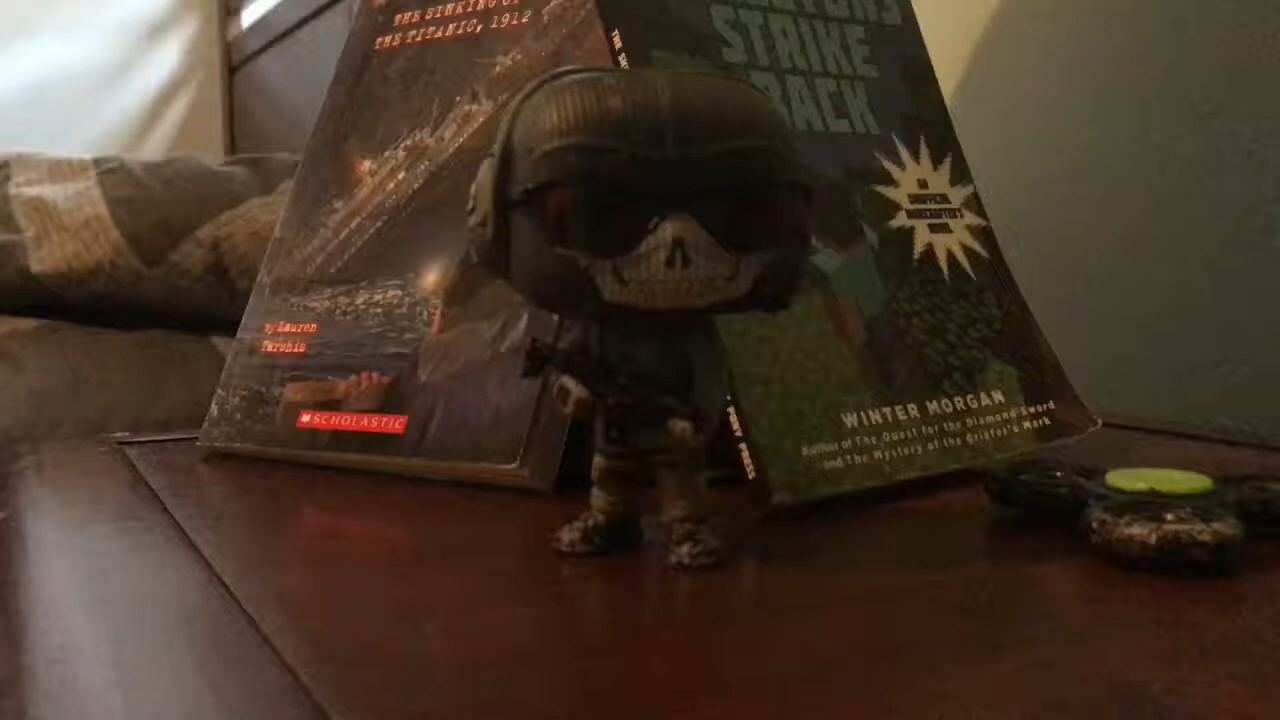 THE SINKING OF
THE TITANIC, 1912
by Lauren
Tarshis
SCHOLASTIC
STRIKE
BACK
WINTER MORGAN
Author of The Quest for the Diamond Sword
and The Mystery of the Griefer's Mark